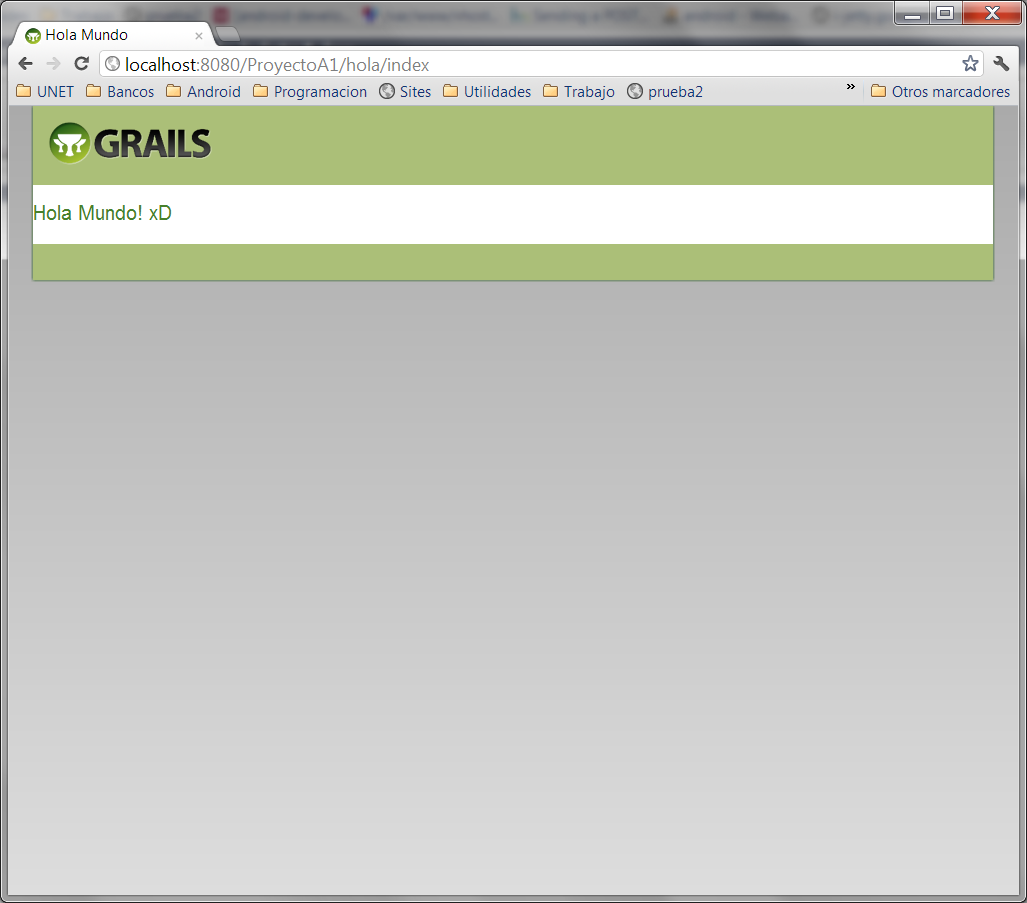 Hola Mundo
localhost:8080/ProyectoA1/hola/index
UNET Bancos Android Programacion Sites Utilidades Trabajo prueba2 » Otros marcadores
GRAILS
Hola Mundo! xD